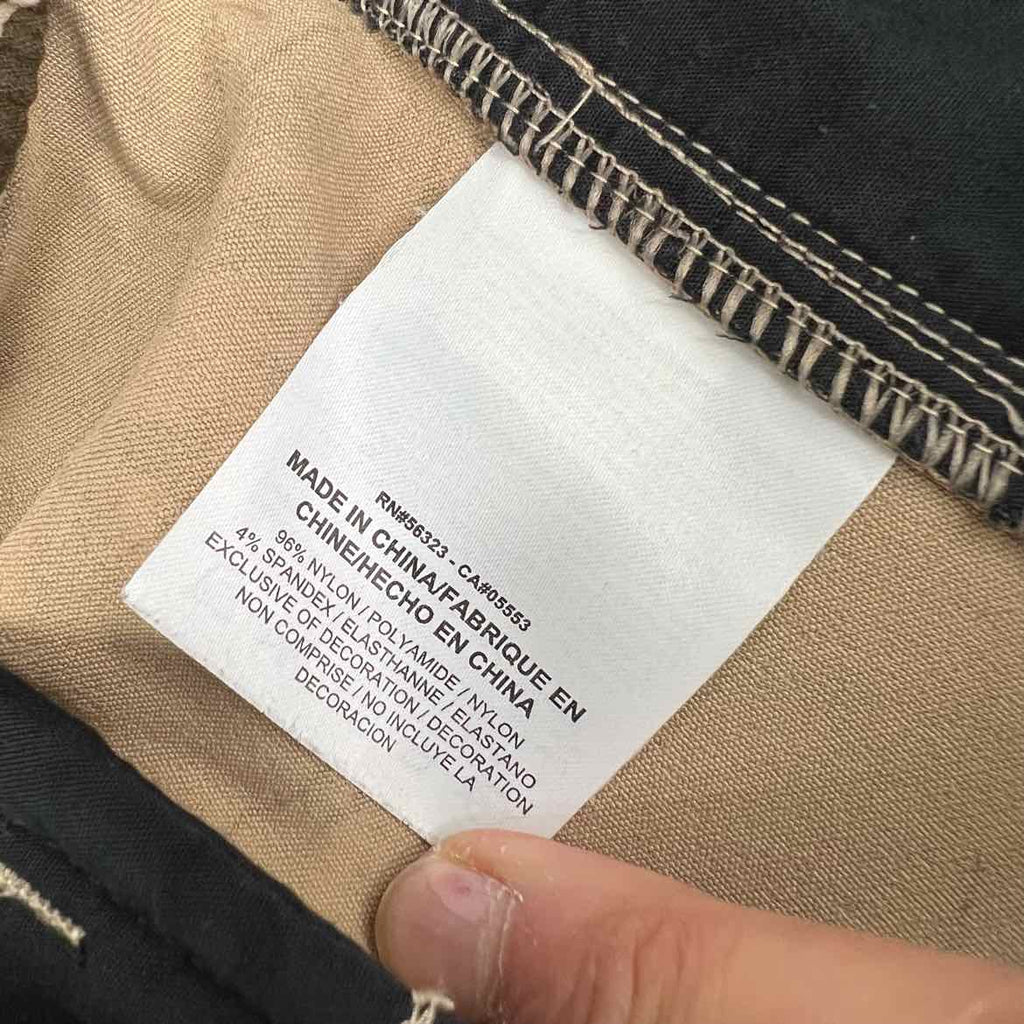 RN#56323 - CA#05553
MADE IN CHINA/FABRIQUE EN
CHINE/HECHO EN CHINA
96% NYLON / POLYAMIDE / NYLON
4% SPANDEX / ELASTHANNE / ELASTANO
EXCLUSIVE OF DECORATION / DECORATION
NON COMPRISE / NO INCLUYE LA
DECORACION